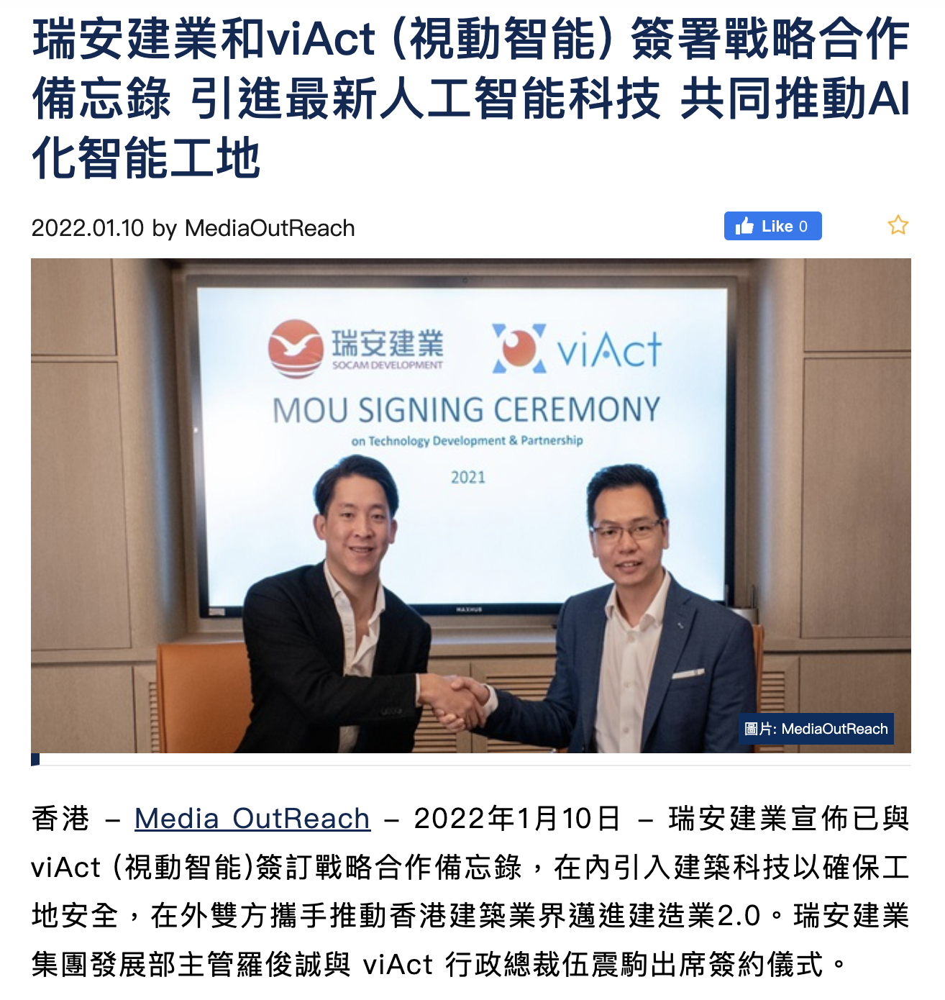 瑞安建業和viAct（視動智能）簽署戰略合作
備忘錄 引進最新人工智能科技 共同推動AI
化智能工地
2022.01.10 by MediaOutReach
Like 0
瑞安建業
SOCAM DEVELOPMENT
viAct
MOU SIGNING CEREMONY
on Technology Development & Partnership
2021
MAXHUB
圖片: MediaOutReach
香港 – Media OutReach – 2022年1月10日 – 瑞安建業宣佈已與
viAct (視動智能)簽訂戰略合作備忘錄，在內引入建築科技以確保工
地安全，在外雙方攜手推動香港建築業界邁進建造業2.0。瑞安建業
集團發展部主管羅俊誠與 viAct 行政總裁伍震駒出席簽約儀式。